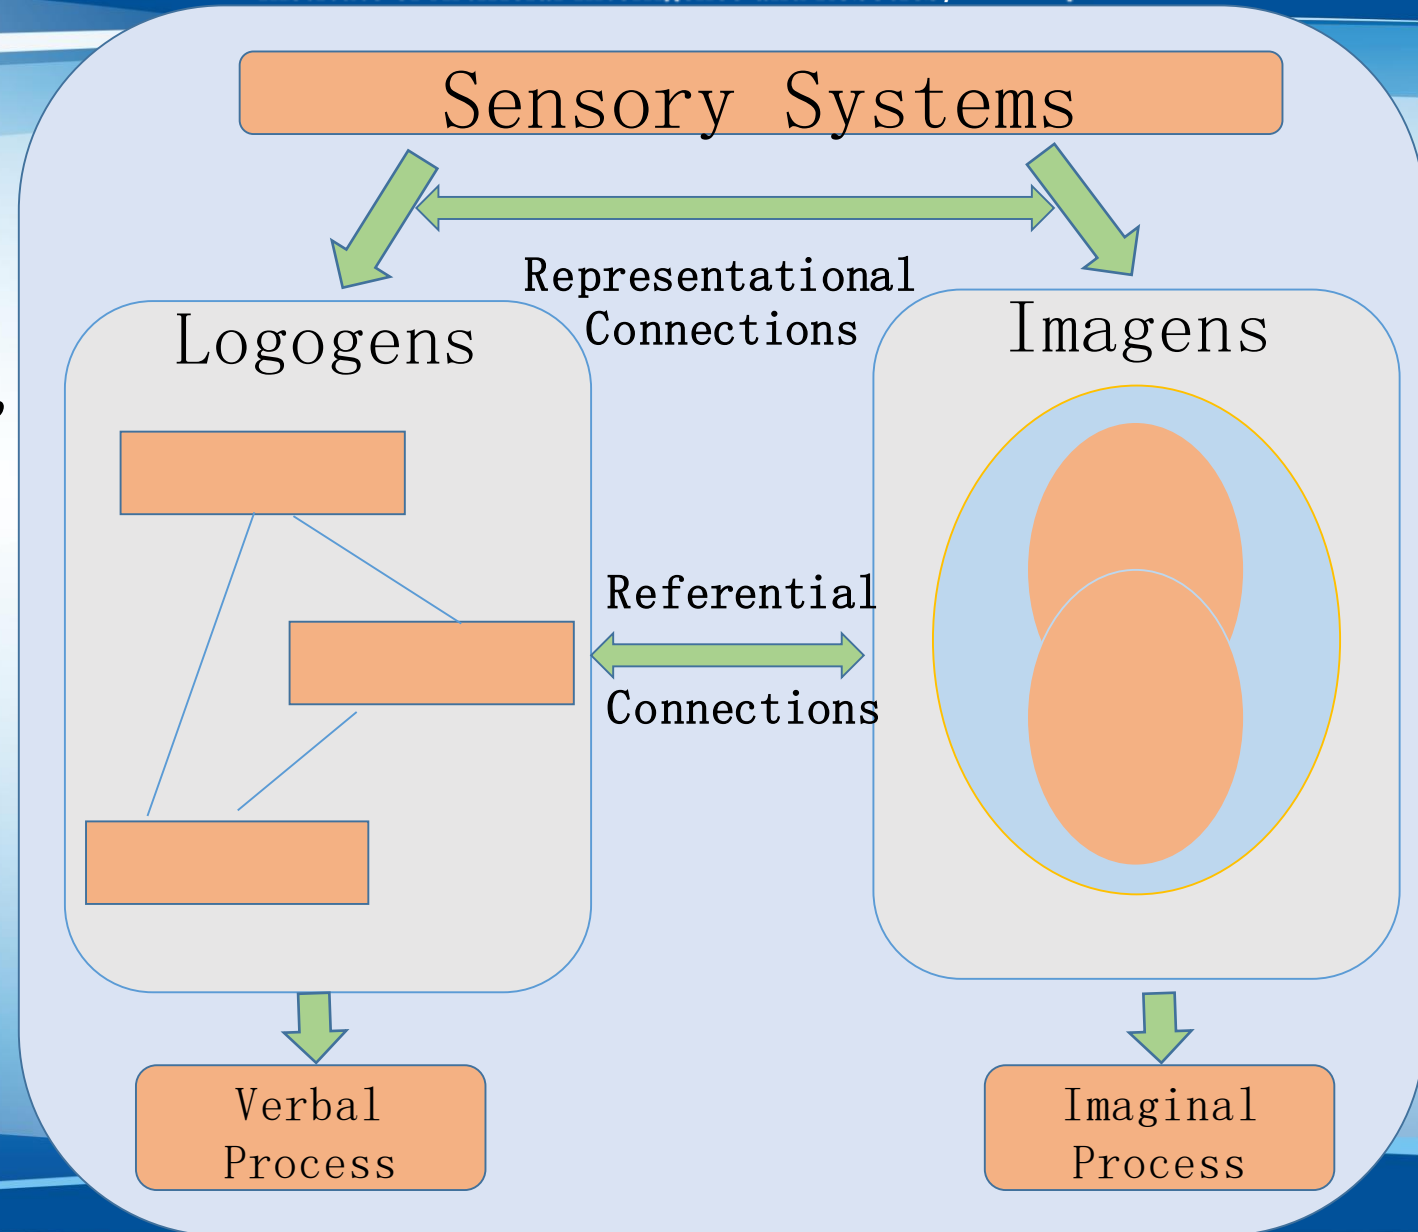 Sensory Systems
Representational
Connections
Logogens
Imagens
,
Referential
Connections
Verbal
Process
Imaginal
Process